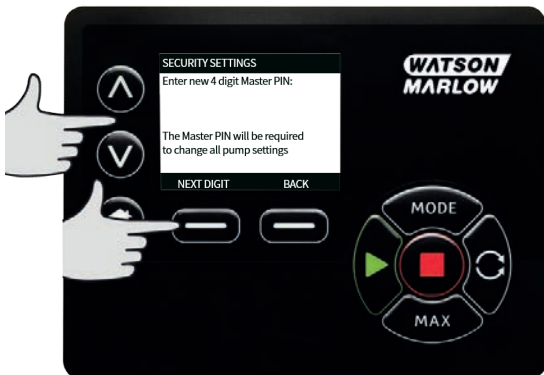 SECURITY SETTINGS
Enter new 4 digit Master PIN:
The Master PIN will be required
to change all pump settings
NEXT DIGIT BACK
WATSON
MARLOW
MODE
MAX